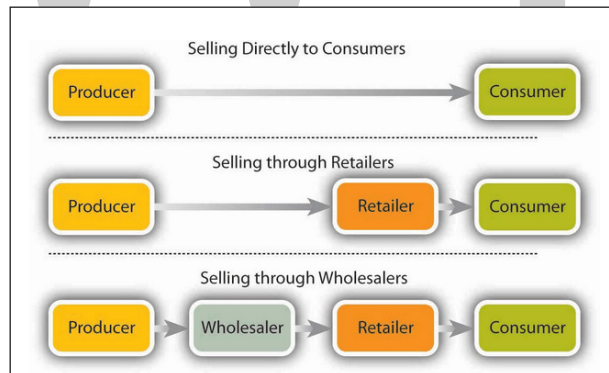 Selling Directly to Consumers
Producer Consumer
Selling through Retailers
Producer Retailer Consumer
Selling through Wholesalers
Producer Wholesaler Retailer Consumer